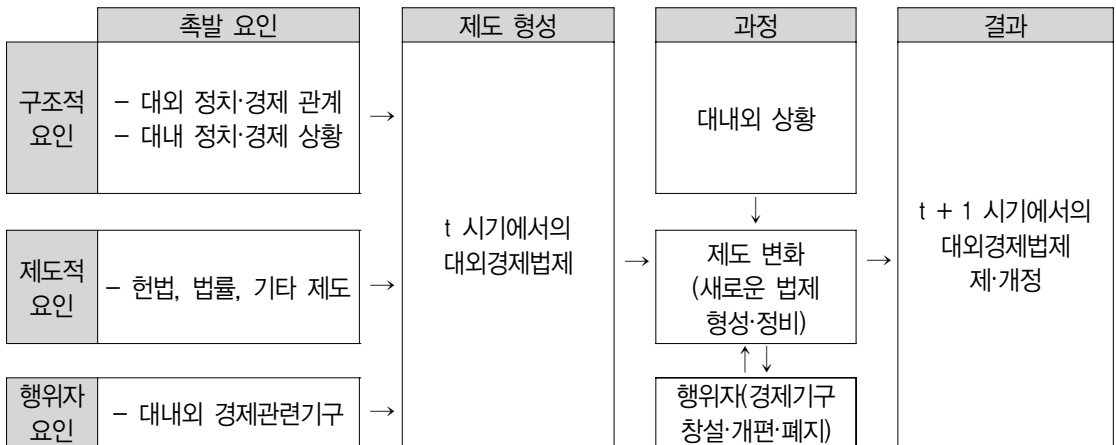 촉발 요인
제도 형성
과정
결과
구조적
요인
– 대외 정치·경제 관계
– 대내 정치·경제 상황
→
대내외 상황
↓
제도적
요인
– 헌법, 법률, 기타 제도
→
t 시기에서의
대외경제법제
→
제도 변화
(새로운 법제
형성·정비)
→
t + 1 시기에서의
대외경제법제
제·개정
↑↓
행위자
요인
– 대내외 경제관련기구
→
행위자(경제기구
창설·개편·폐지)